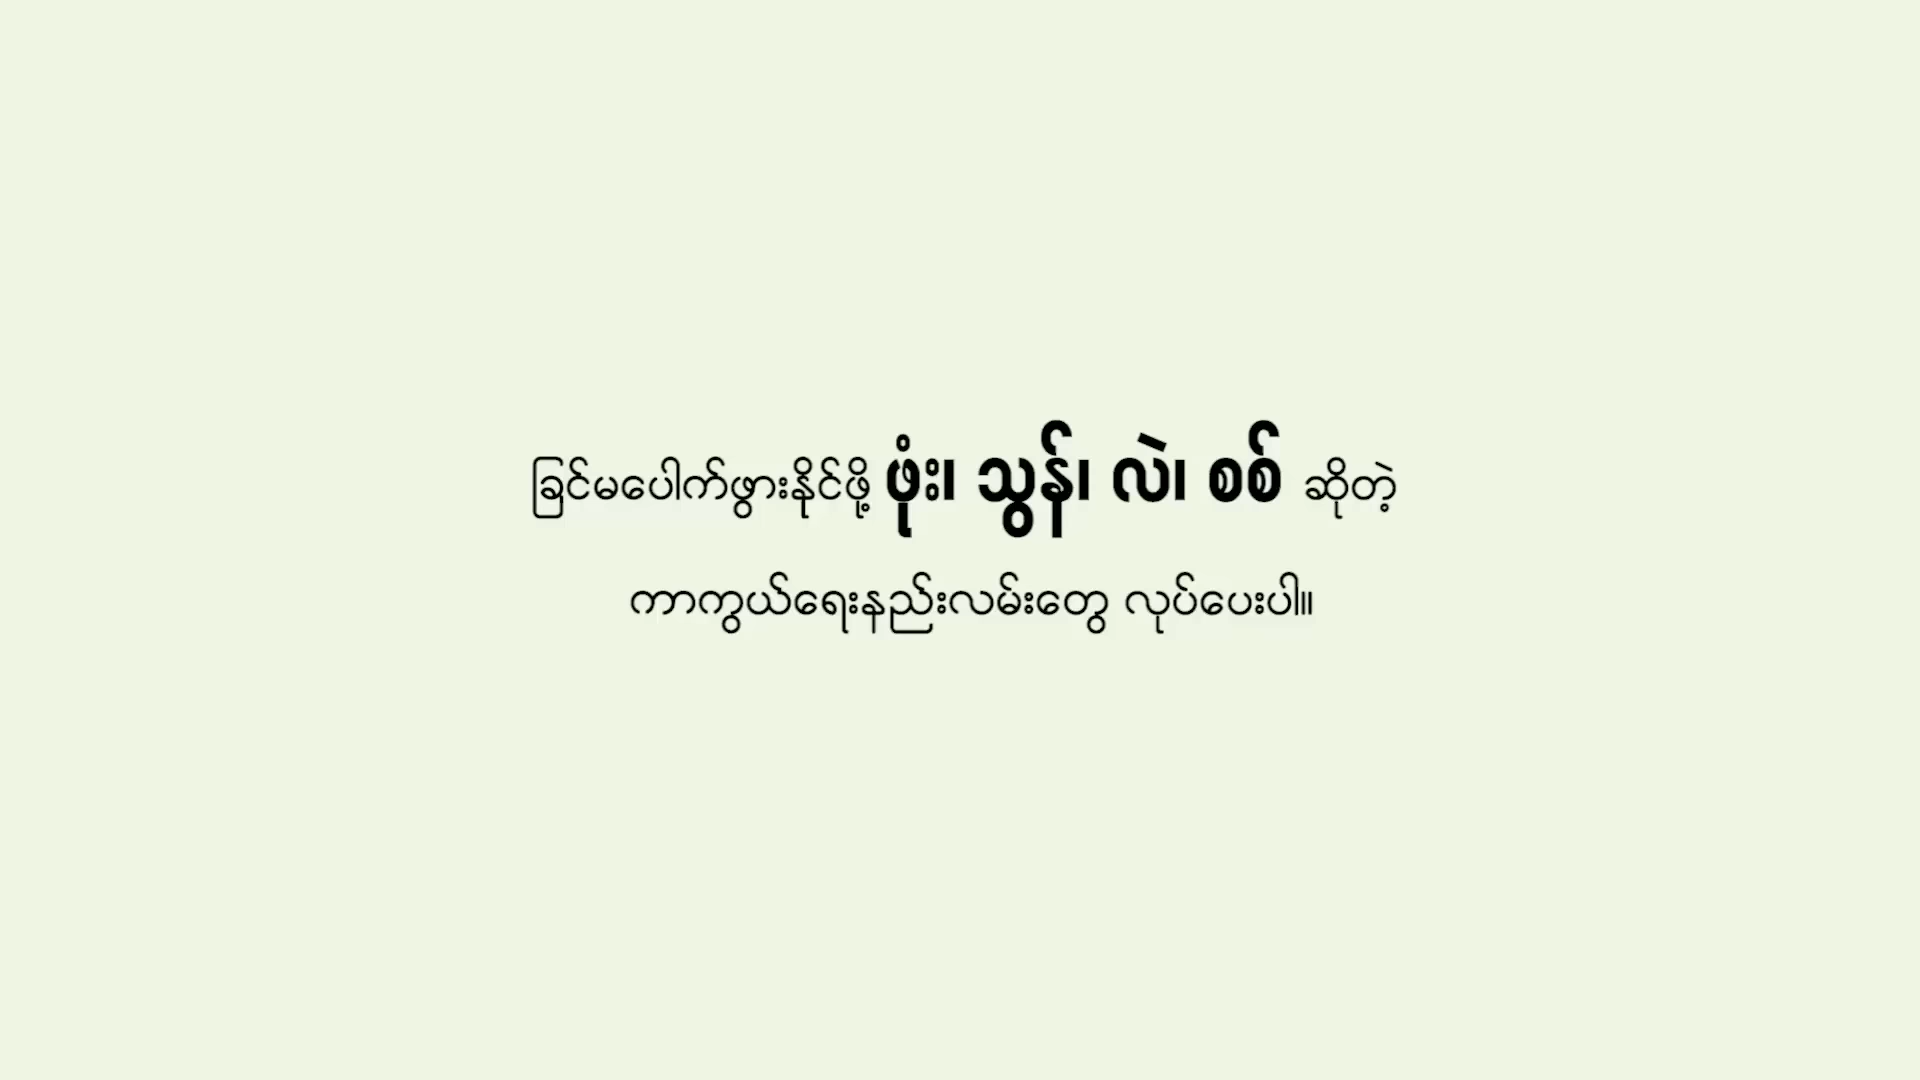 ခြင်မပေါက်ဖွားနိုင်ဖို့ ဖုံး၊ သွန်၊ လဲ၊ စစ် ဆိုတဲ့
ကာကွယ်ရေးနည်းလမ်းတွေ လုပ်ပေးပါ။